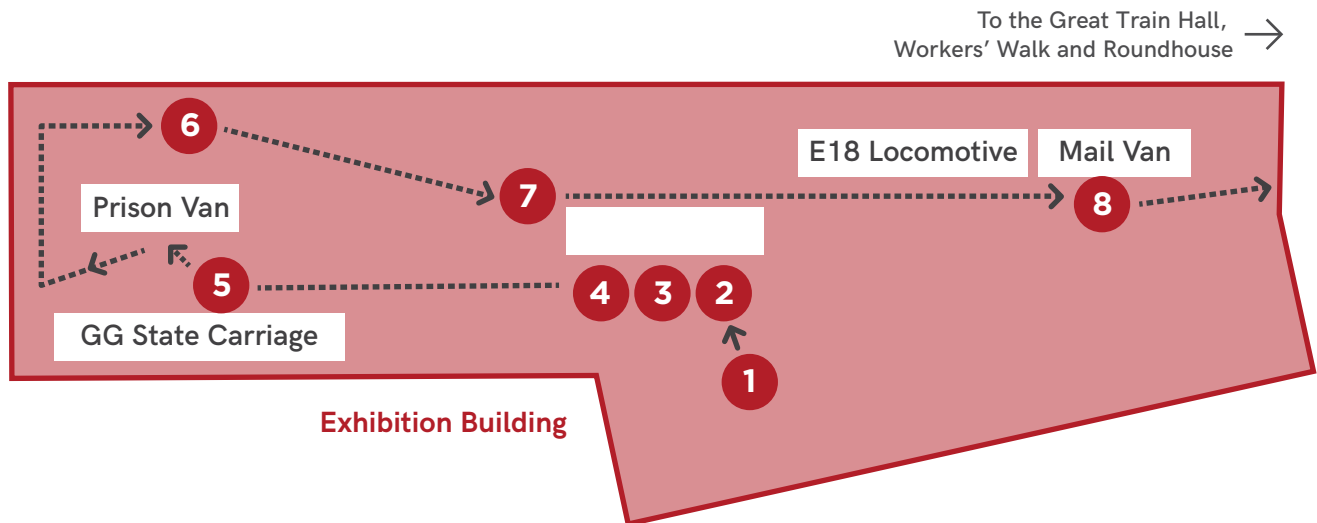 To the Great Train Hall,
Workers' Walk and Roundhouse
6
E18 Locomotive
Mail Van
7
8
Prison Van
5
4
3
2
GG State Carriage
1
Exhibition Building